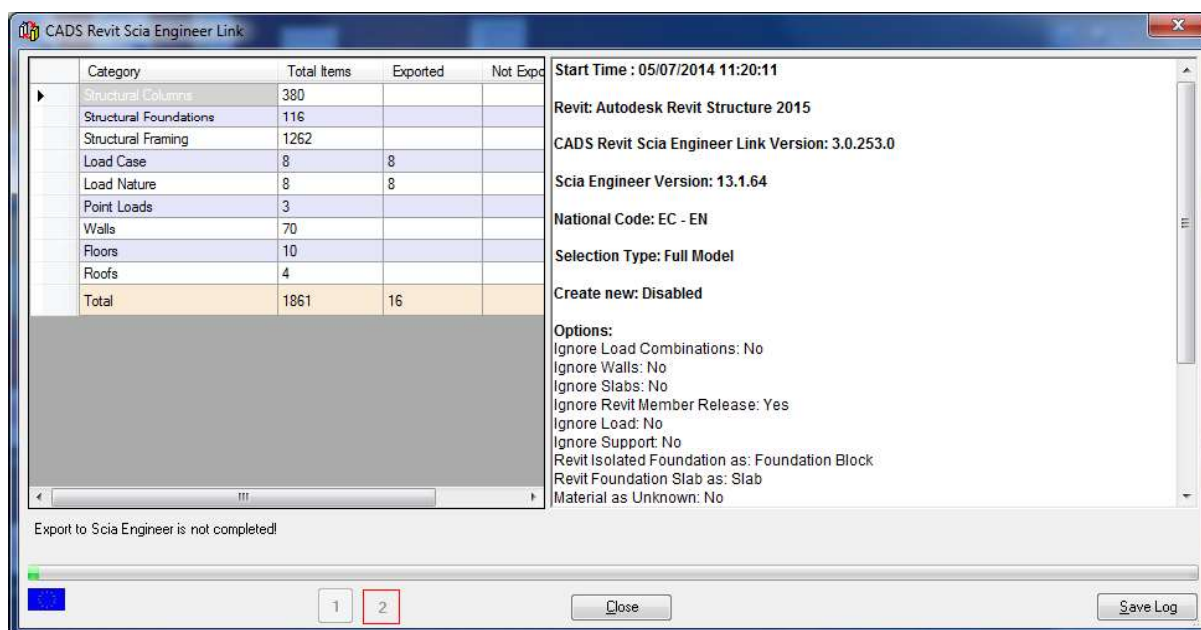 CADS Revit Scia Engineer Link
Category Total Items Exported Not Expo
Structural Columns 380
Structural Foundations 116
Structural Framing 1262
Load Case 8 8
Load Nature 8 8
Point Loads 3
Walls 70
Floors 10
Roofs 4
Total 1861 16
Start Time : 05/07/2014 11:20:11
Revit: Autodesk Revit Structure 2015
CADS Revit Scia Engineer Link Version: 3.0.253.0
Scia Engineer Version: 13.1.64
National Code: EC - EN
Selection Type: Full Model
Create new: Disabled
Options:
Ignore Load Combinations: No
Ignore Walls: No
Ignore Slabs: No
Ignore Revit Member Release: Yes
Ignore Load: No
Ignore Support: No
Revit Isolated Foundation as: Foundation Block
Revit Foundation Slab as: Slab
Material as Unknown: No
Export to Scia Engineer is not completed!
1 2 Close Save Log